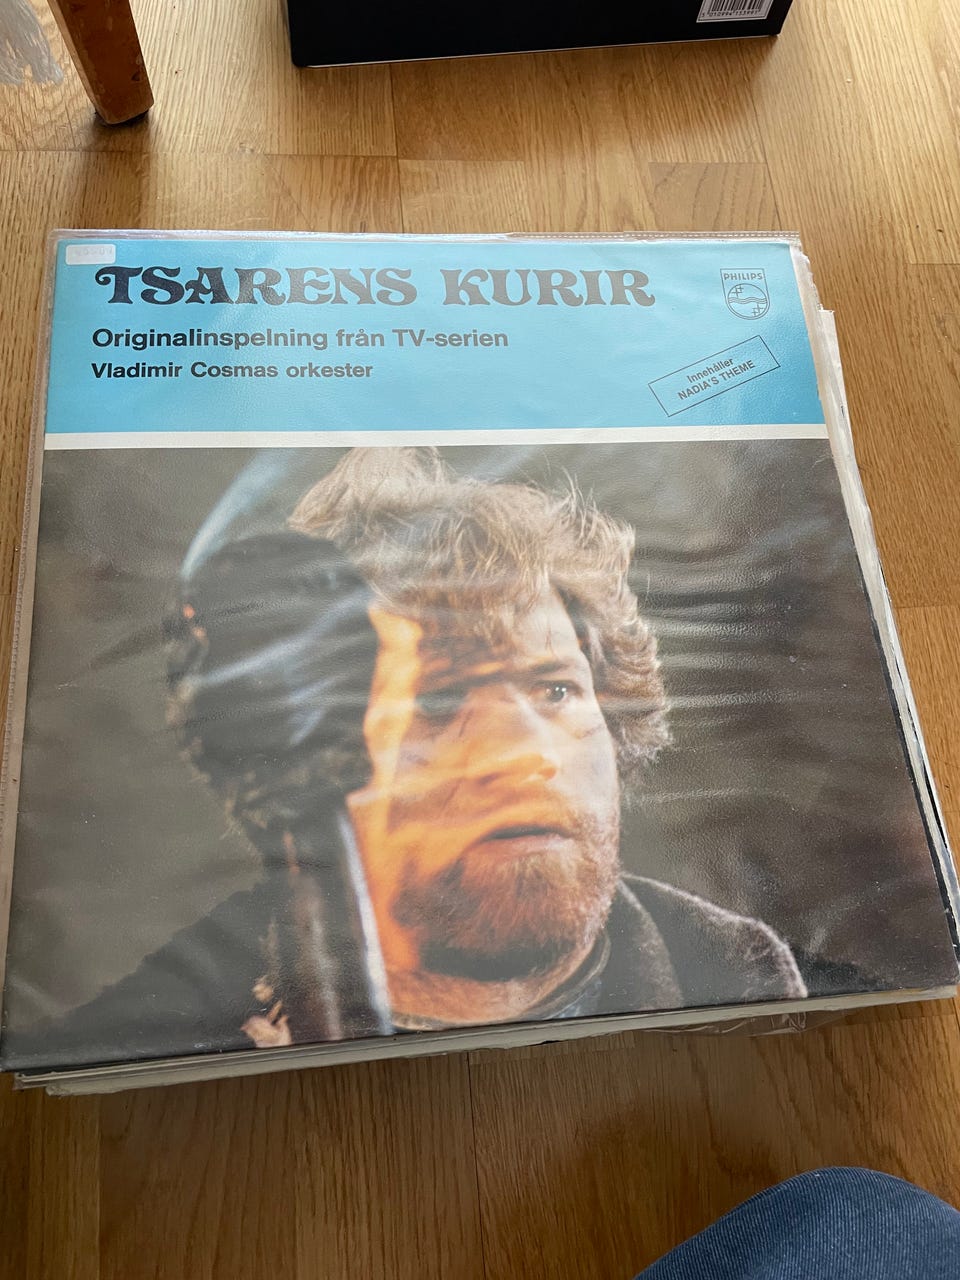 TSARENS KURIR
PHILIPS
Originalinspelning från TV-serien
Vladimir Cosmas orkester
Innehåller
NADIA'S THEME